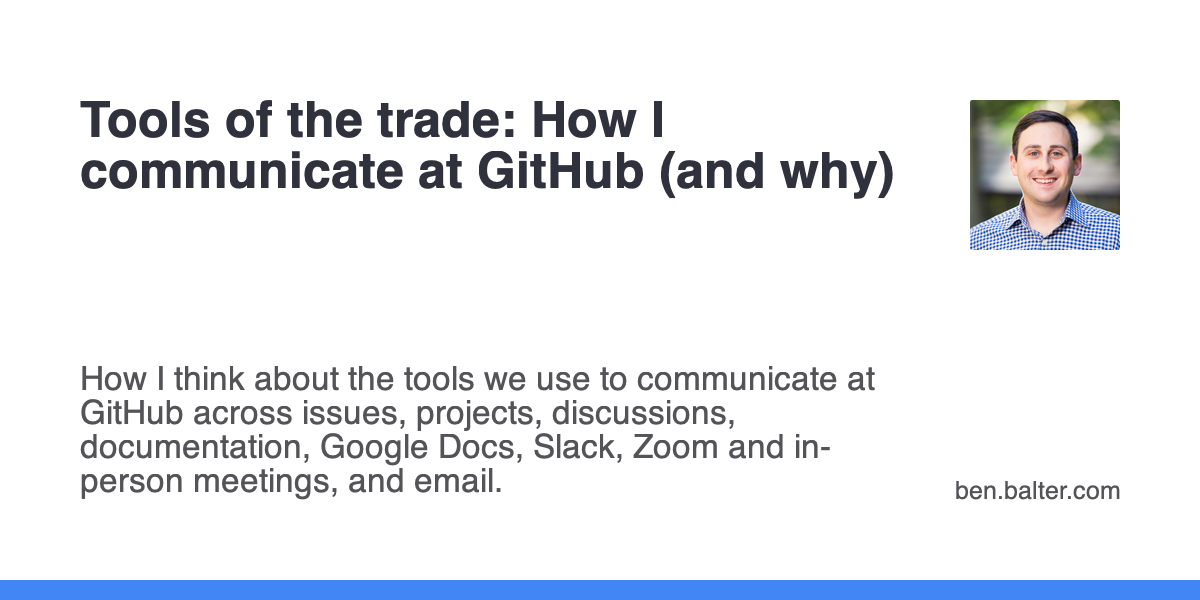 Tools of the trade: How I
communicate at GitHub (and why)
How I think about the tools we use to communicate at
GitHub across issues, projects, discussions,
documentation, Google Docs, Slack, Zoom and in-
person meetings, and email.
ben.balter.com